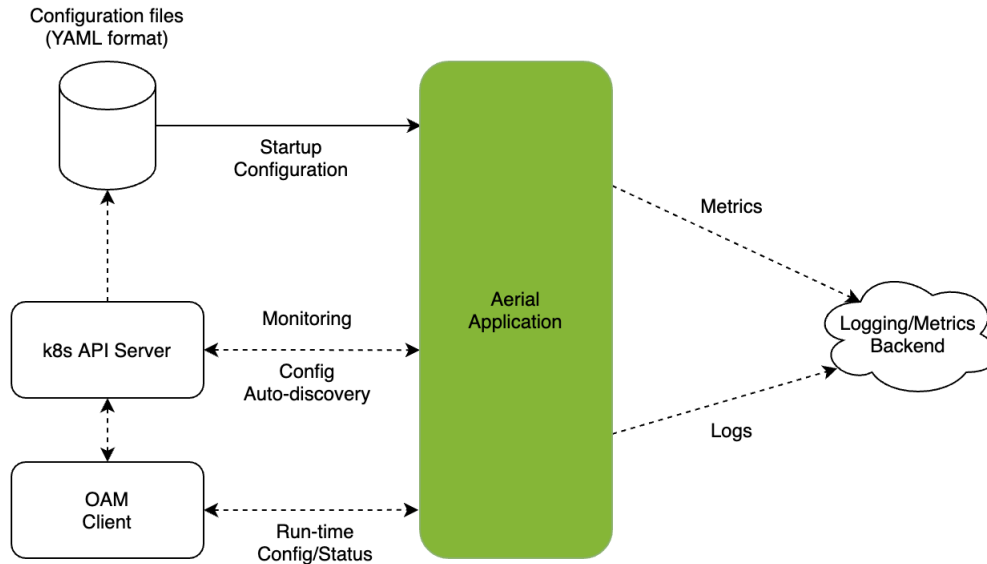 Configuration files
(YAML format)
Startup
Configuration
Metrics
Aerial
Application
Monitoring
k8s API Server
Config
Auto-discovery
Logging/Metrics
Backend
Logs
OAM
Client
Run-time
Config/Status